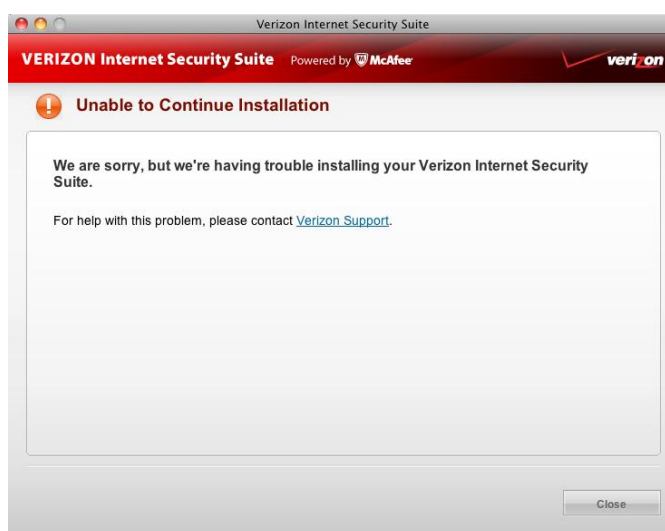 Verizon Internet Security Suite
VERIZON Internet Security Suite Powered by McAfee verizon
Unable to Continue Installation
We are sorry, but we're having trouble installing your Verizon Internet Security
Suite.
For help with this problem, please contact Verizon Support.
Close